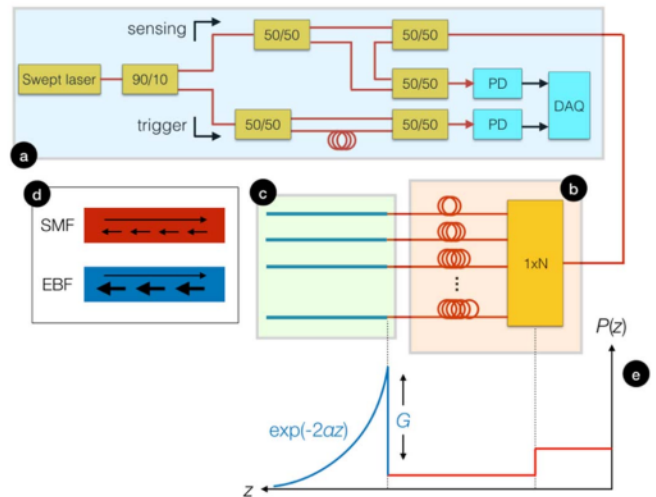 sensing
50/50
50/50
Swept laser
90/10
50/50
PD
DAQ
trigger
50/50
50/50
PD
a
d
c
b
SMF
EBF
1xN
P(z)
e
G
exp(-2αz)
z